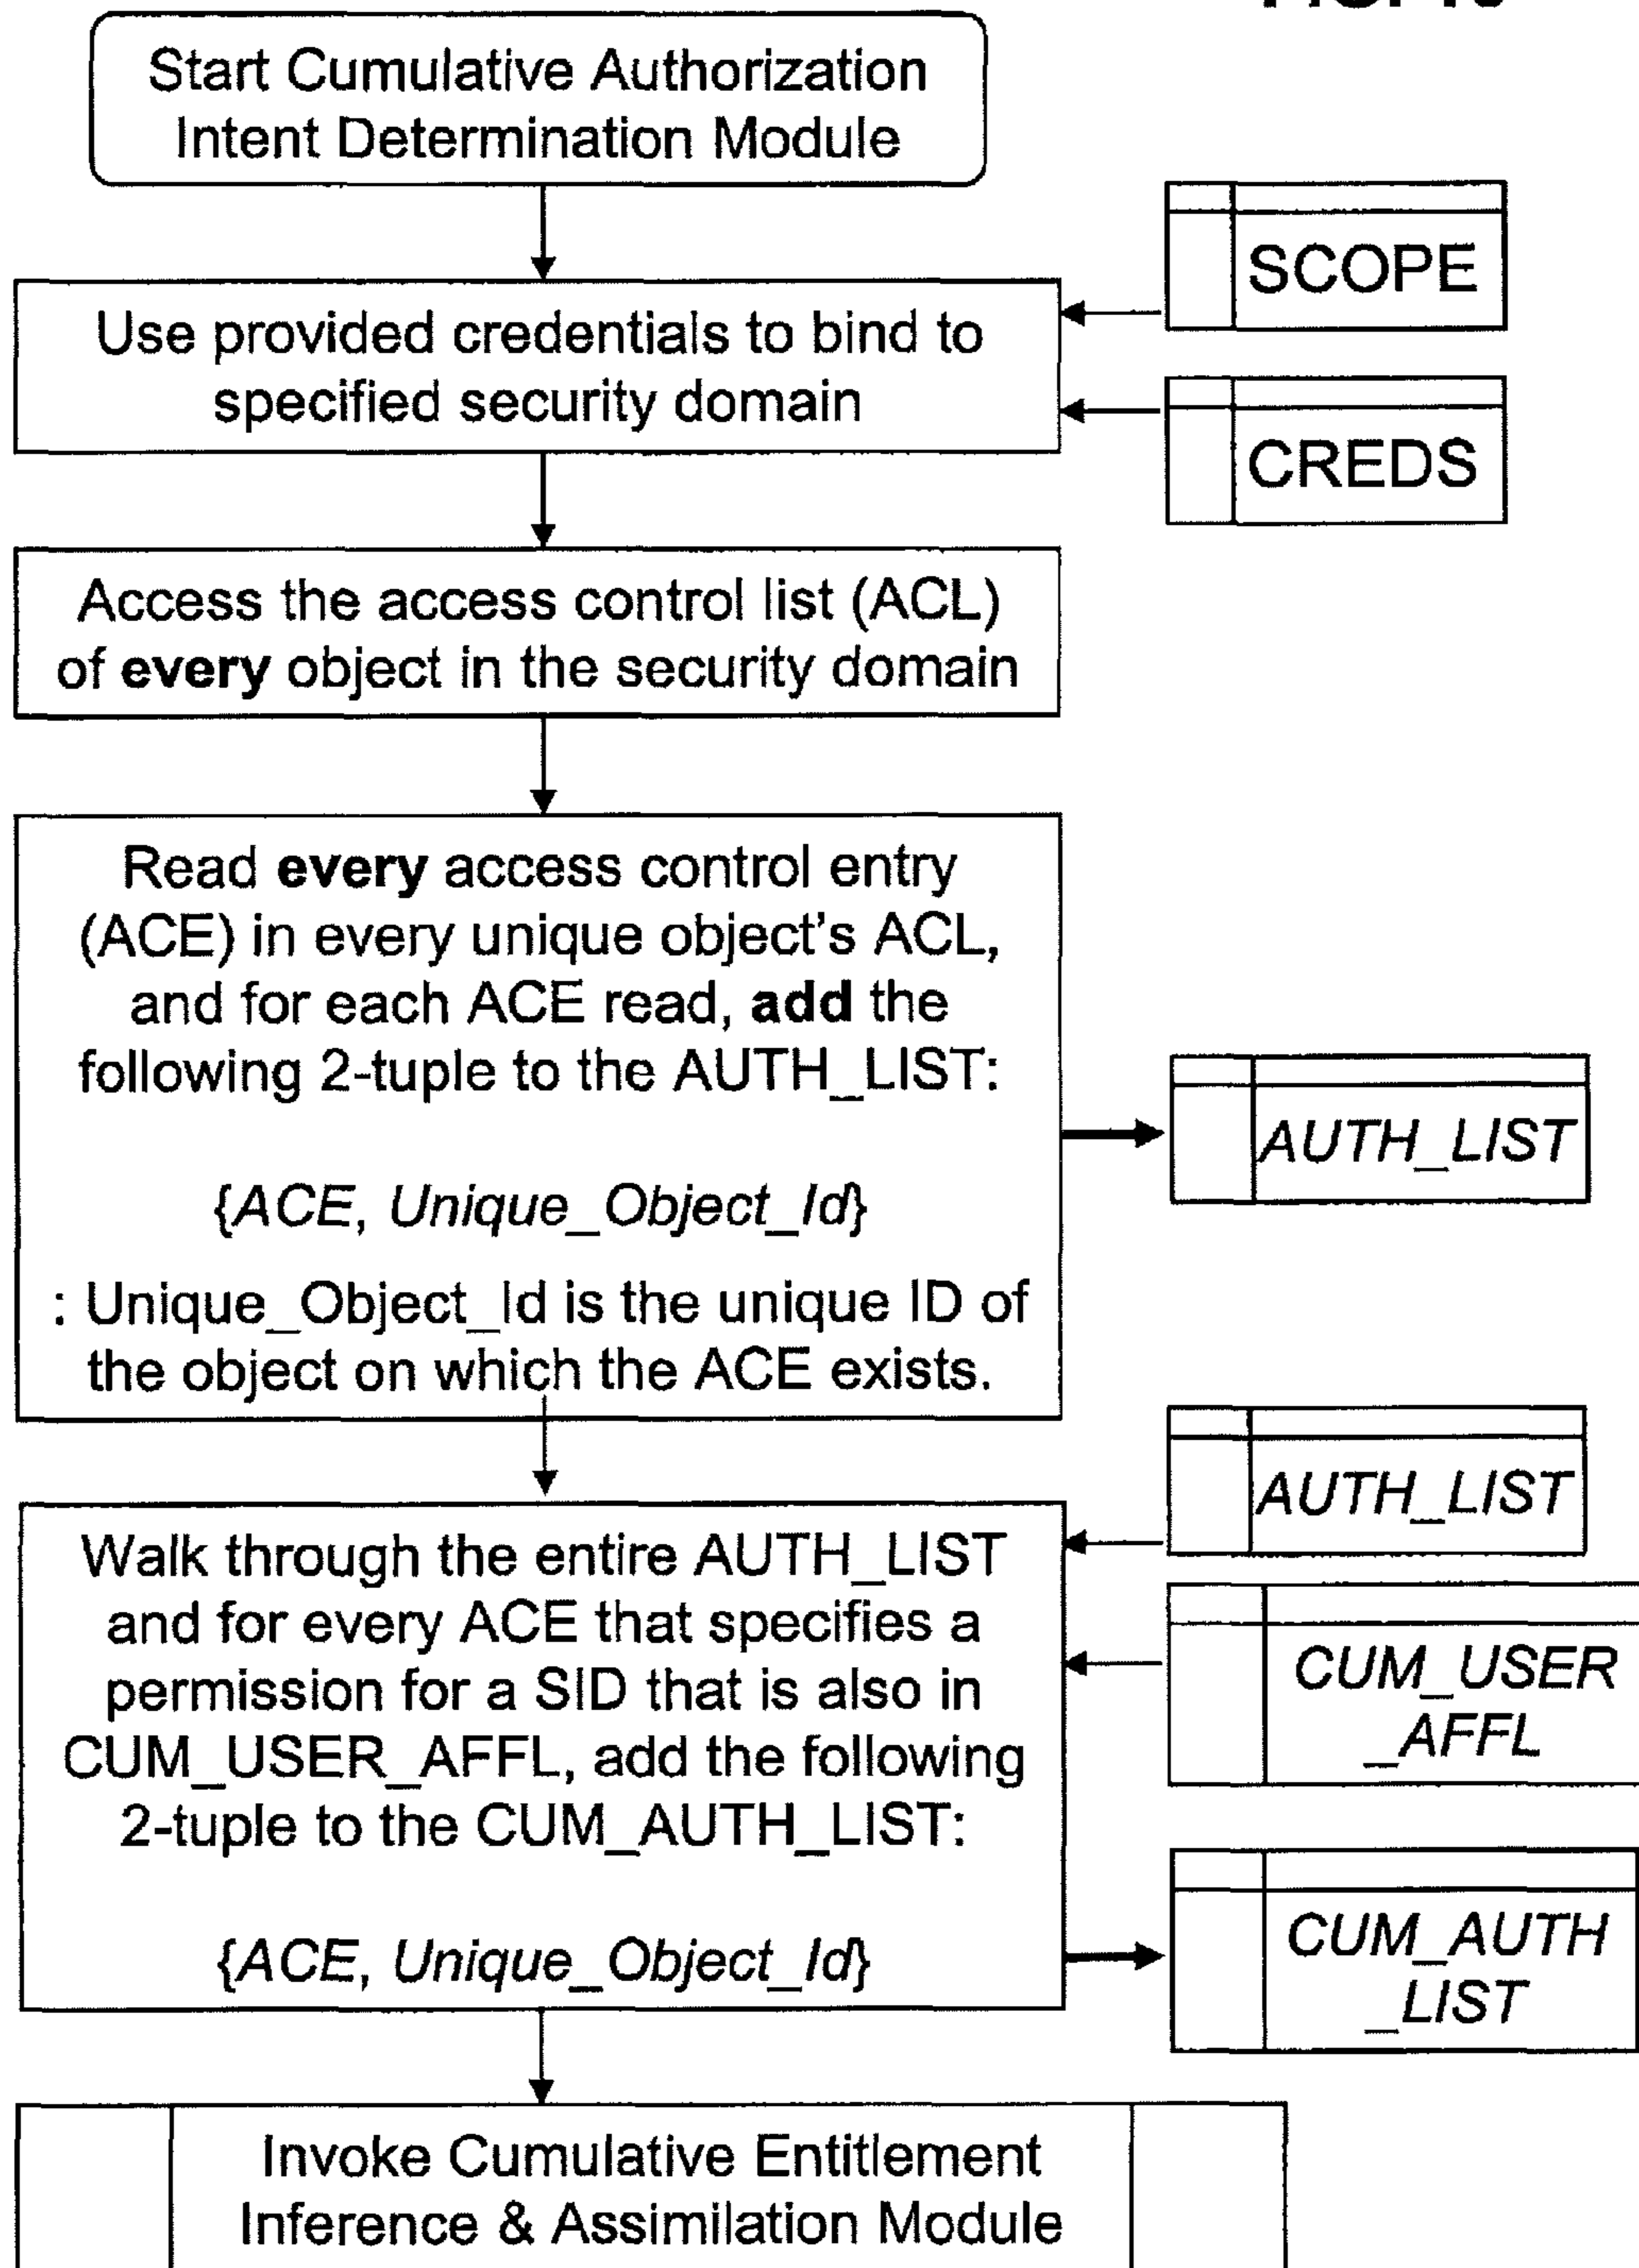 Start Cumulative Authorization
Intent Determination Module
SCOPE
Use provided credentials to bind to
specified security domain
CREDS
Access the access control list (ACL)
of every object in the security domain
Read every access control entry
(ACE) in every unique object's ACL,
and for each ACE read, add the
following 2-tuple to the AUTH_LIST:
AUTH_LIST
{ACE, Unique_Object_Id}
: Unique_Object_Id is the unique ID of
the object on which the ACE exists.
AUTH_LIST
Walk through the entire AUTH_LIST
and for every ACE that specifies a
permission for a SID that is also in
CUM_USER_AFFL, add the following
2-tuple to the CUM_AUTH_LIST:
CUM_USER
_AFFL
{ACE, Unique_Object_Id}
CUM_AUTH
_LIST
Invoke Cumulative Entitlement
Inference & Assimilation Module